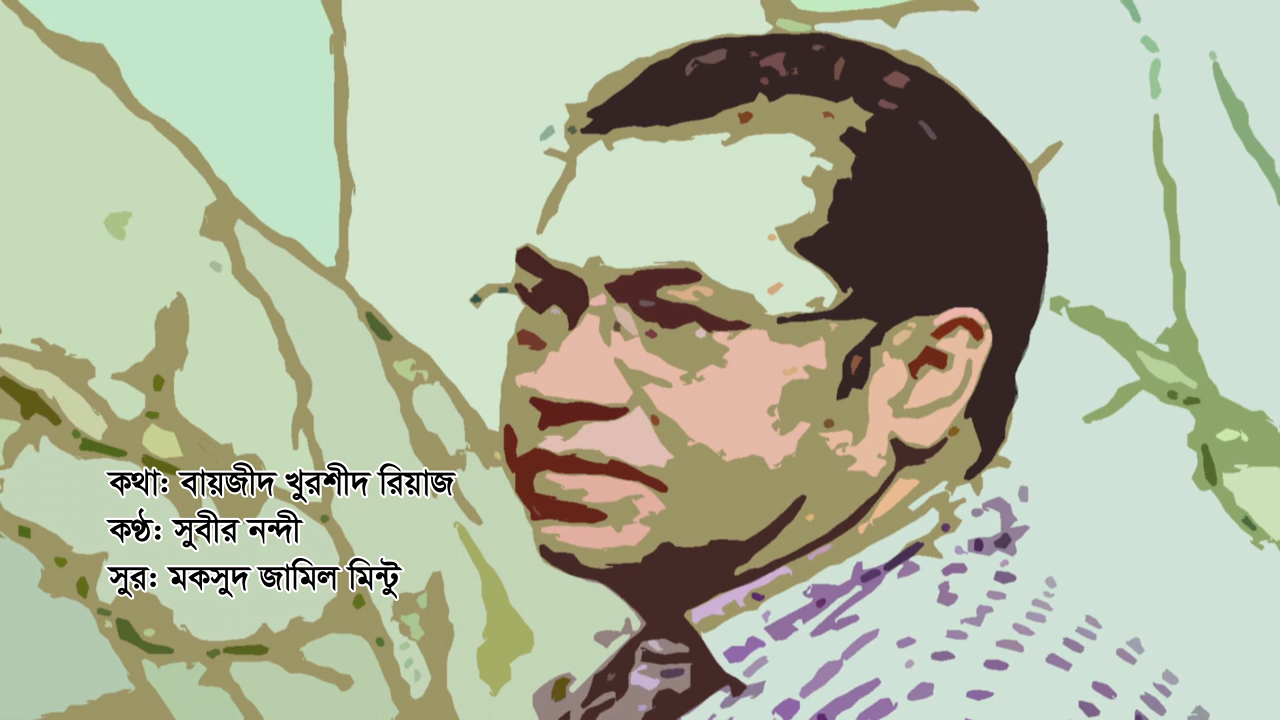 কথা: বায়জীদ খুরশীদ রিয়াজ
কণ্ঠ: সুবীর নন্দী
সুর: মকসুদ জামিল মিন্টু